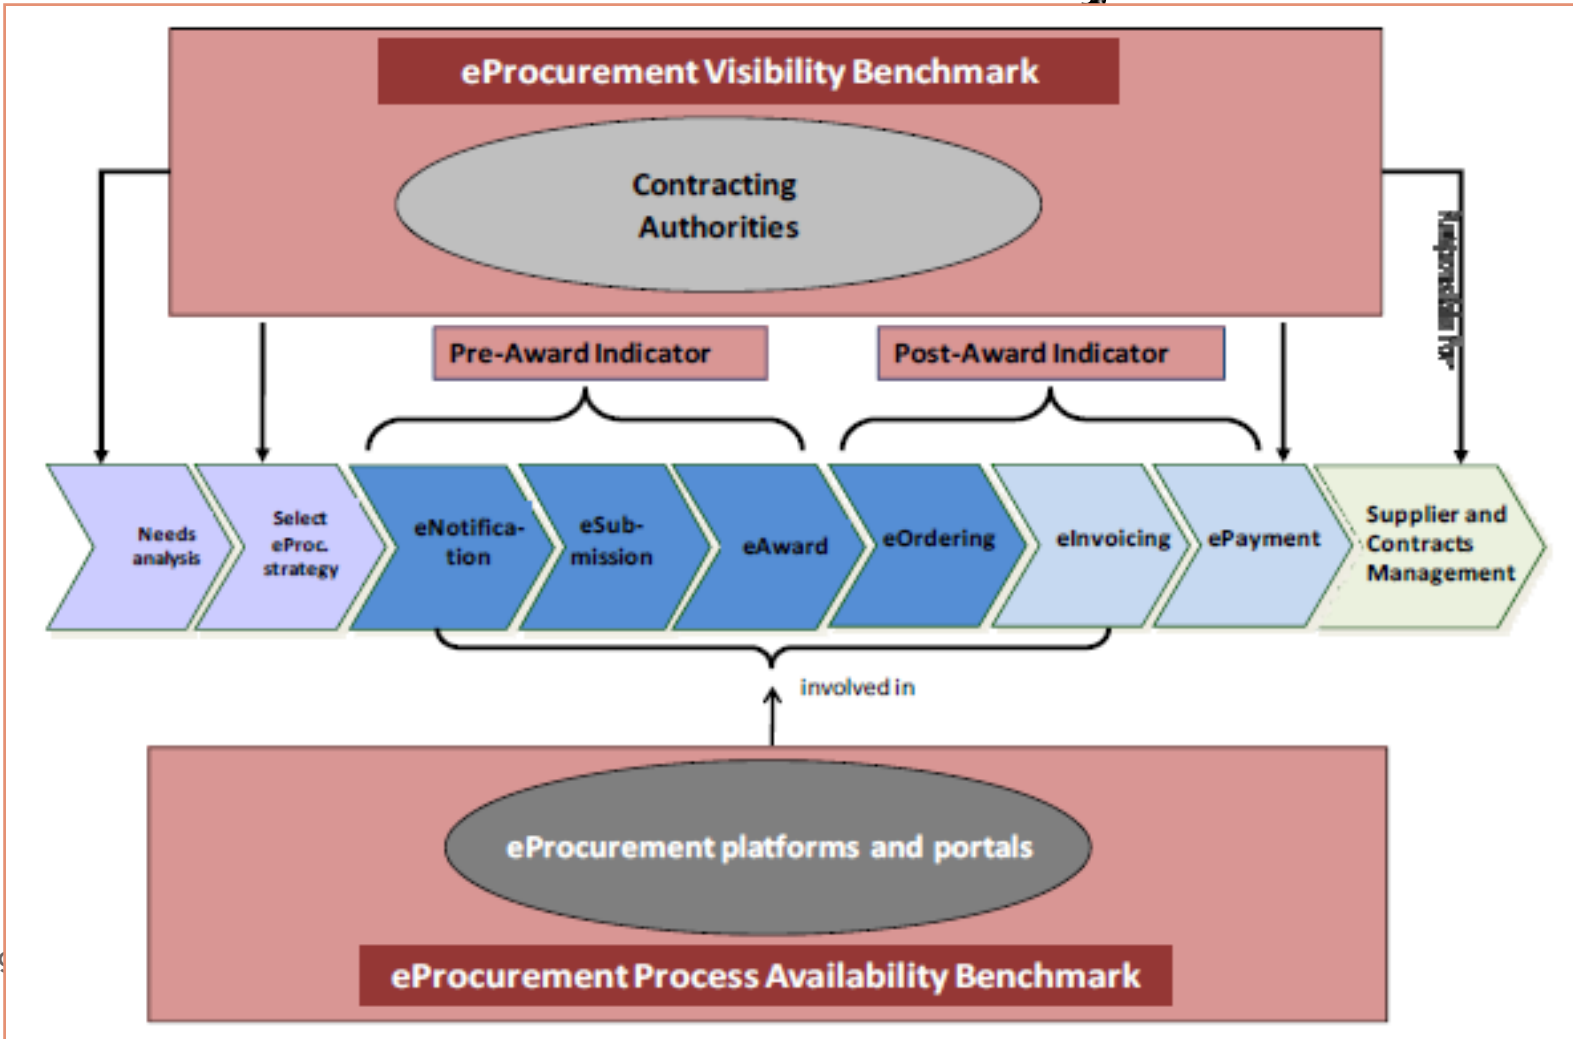 eProcurement Visibility Benchmark
Contracting
Authorities
Pre-Award Indicator
Post-Award Indicator
Needs
analysis
Select
eProc.
strategy
eNotifica-
tion
eSub-
mission
eAward
eOrdering
eInvoicing
ePayment
Supplier and
Contracts
Management
involved in
eProcurement platforms and portals
eProcurement Process Availability Benchmark